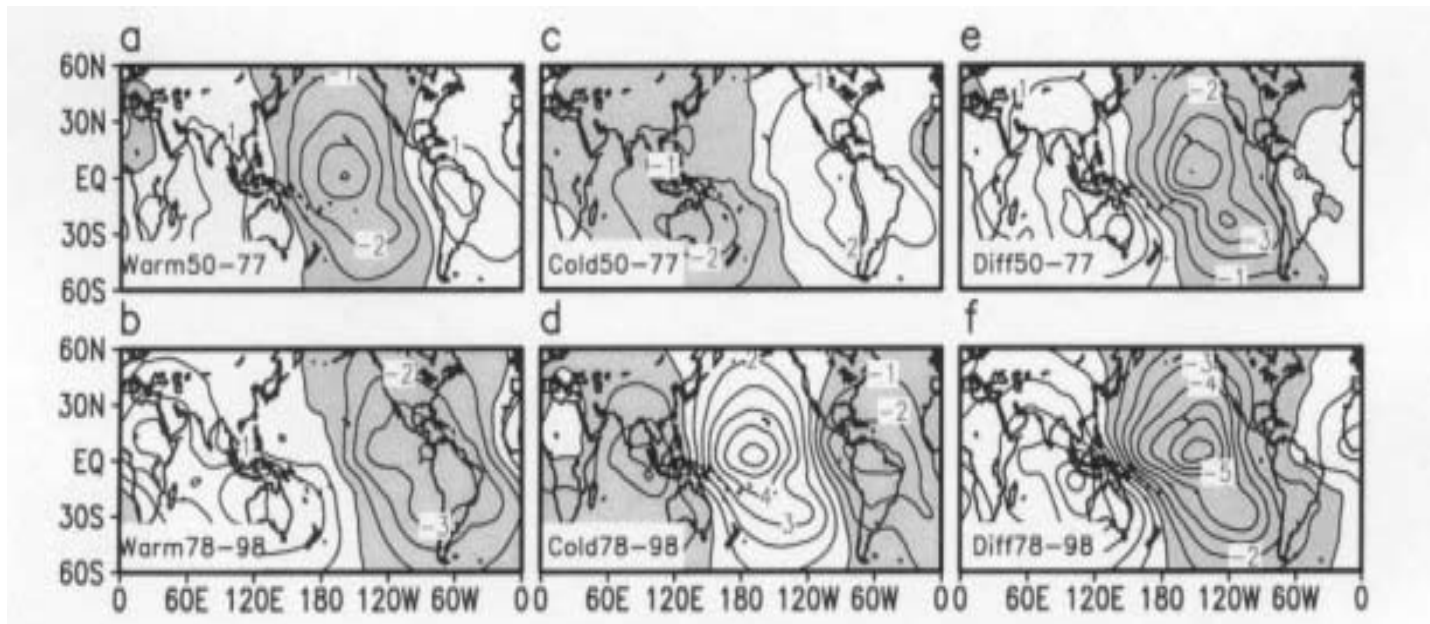 a c e
60N
30N
EQ
30S
60S
-1 1 1 -2
Warm50-77
1 -1 2 -2
Cold50-77
1 -2 -3 -1
Diff50-77
b d f
60N
30N
EQ
30S
60S
-2 1 -3
Warm78-98
2 -1 -2 4 3
Cold78-98
-3 -4 -5 -2
Diff78-98
0 60E 120E 180 120W 60W 0 60E 120E 180 120W 60W 0 60E 120E 180 120W 60W 0